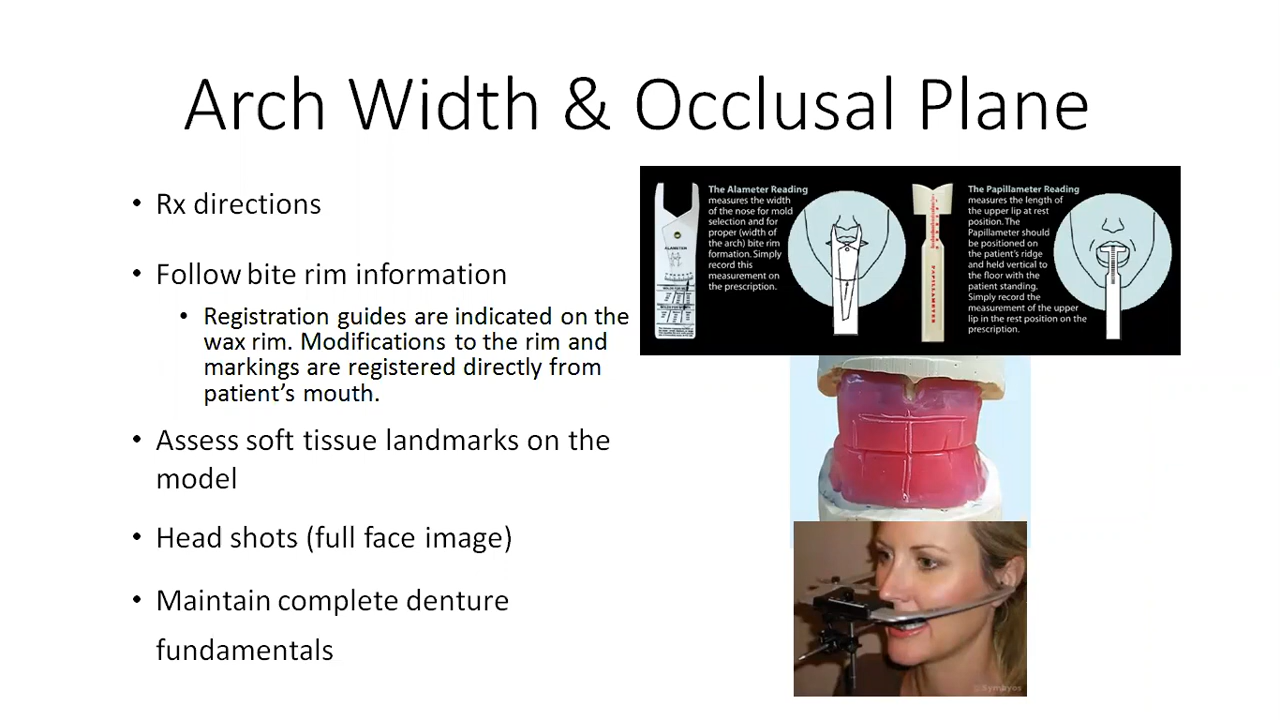 Arch Width & Occlusal Plane
• Rx directions
• Follow bite rim information
• Registration guides are indicated on the
wax rim. Modifications to the rim and
markings are registered directly from
patient's mouth.
• Assess soft tissue landmarks on the
model
• Head shots (full face image)
• Maintain complete denture
fundamentals
ALAMETER
The Alameter Reading
measures the width
of the nose for mold
selection and for
proper (width of
the arch) bite rim
formation. Simply
record this
measurement on
the prescription.
PAPILLAMETER
The Papillameter Reading
measures the length of
the upper lip at rest
position. The
Papillameter should
be positioned on
the patient's ridge
and held vertical to
the floor with the
patient standing.
Simply record the
measurement of the upper
lip in the rest position on the
prescription.